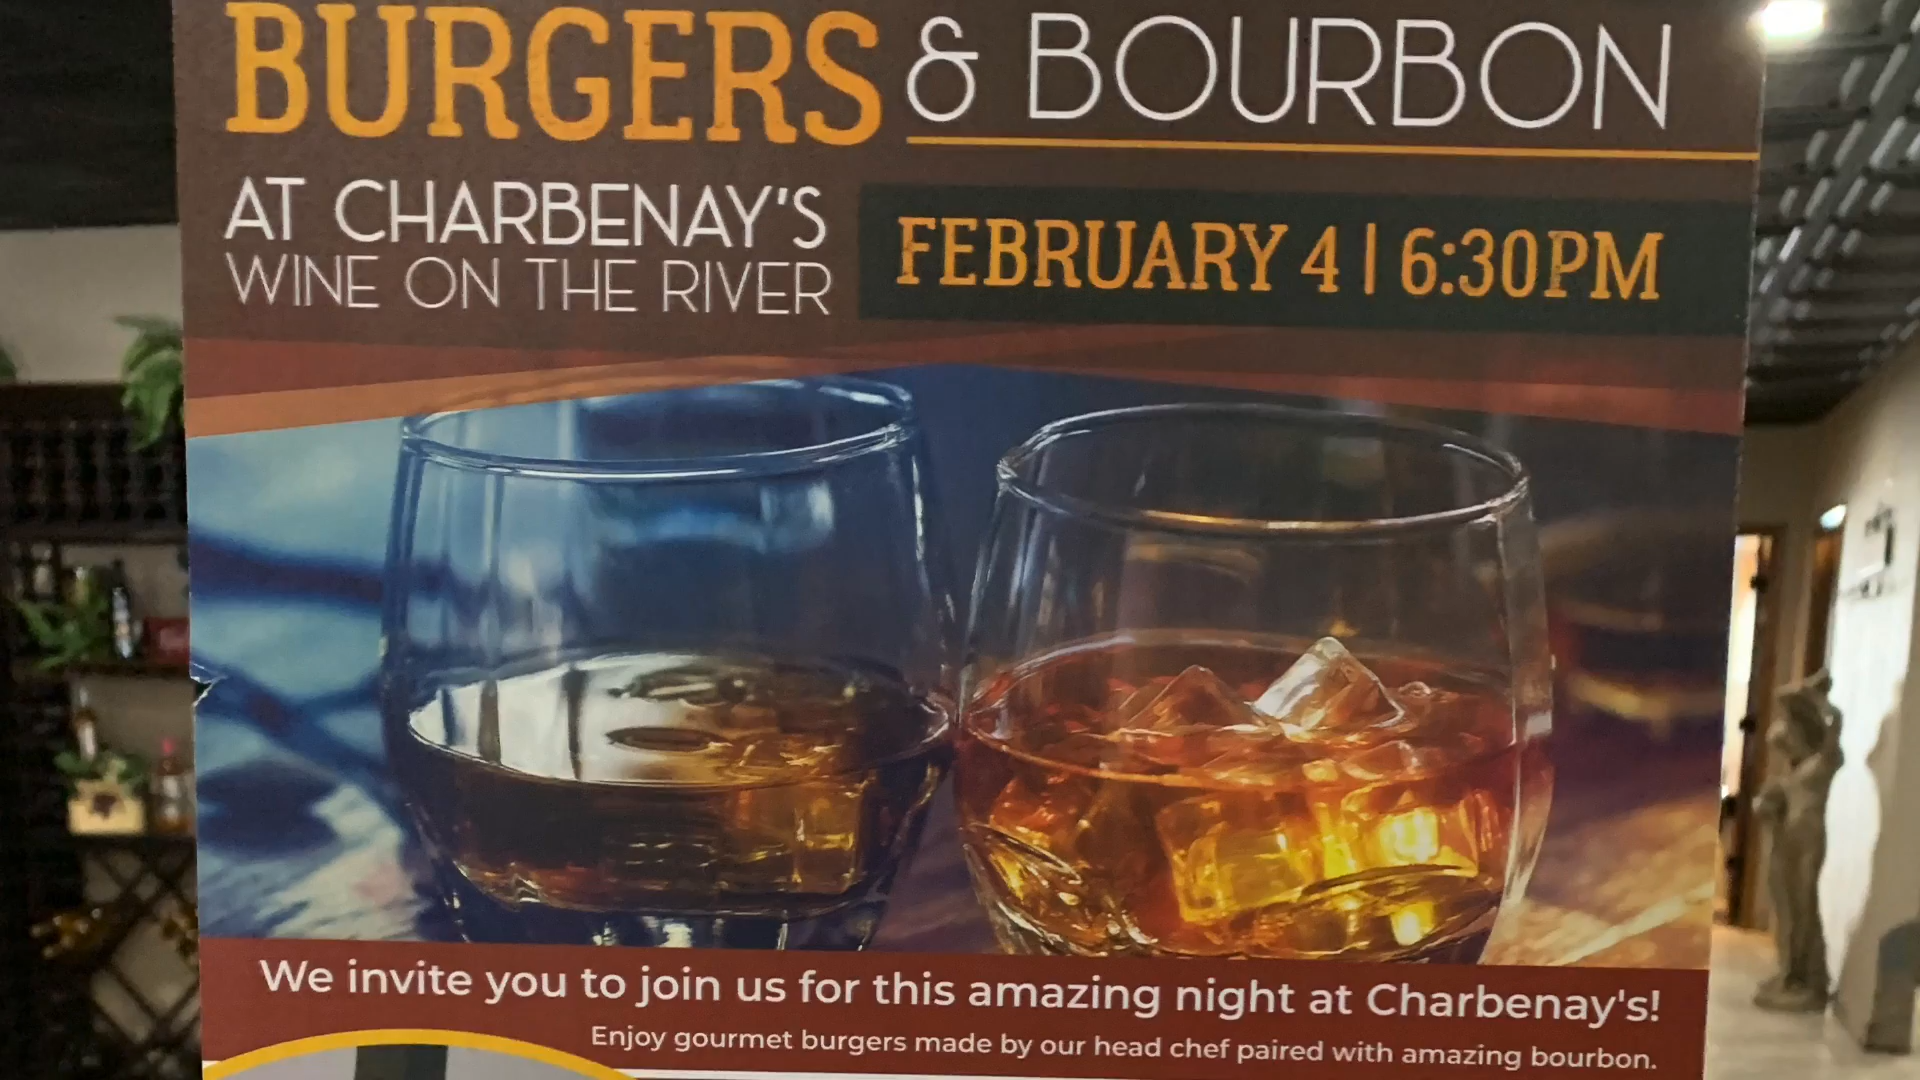 BURGERS & BOURBON
AT CHARBENAY'S
WINE ON THE RIVER
FEBRUARY 4 | 6:30PM
We invite you to join us for this amazing night at Charbenay's!
Enjoy gourmet burgers made by our head chef paired with amazing bourbon.